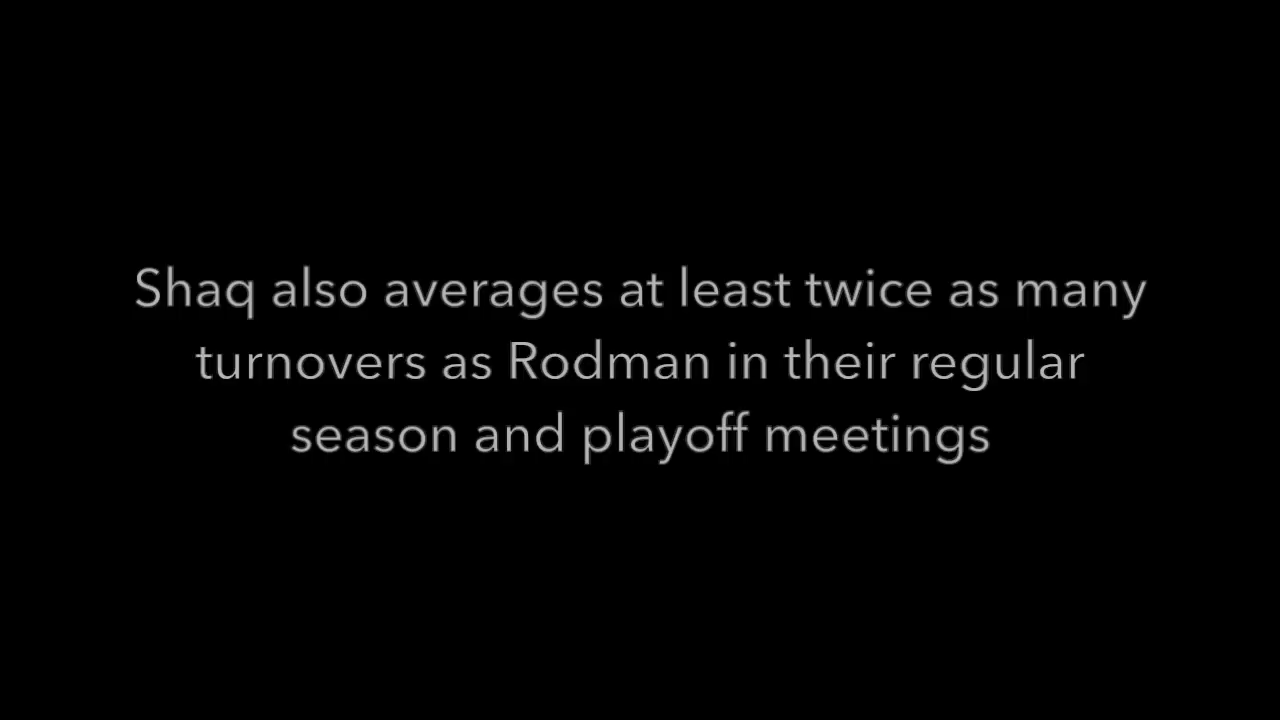 Shaq also averages at least twice as many
turnovers as Rodman in their regular
season and playoff meetings